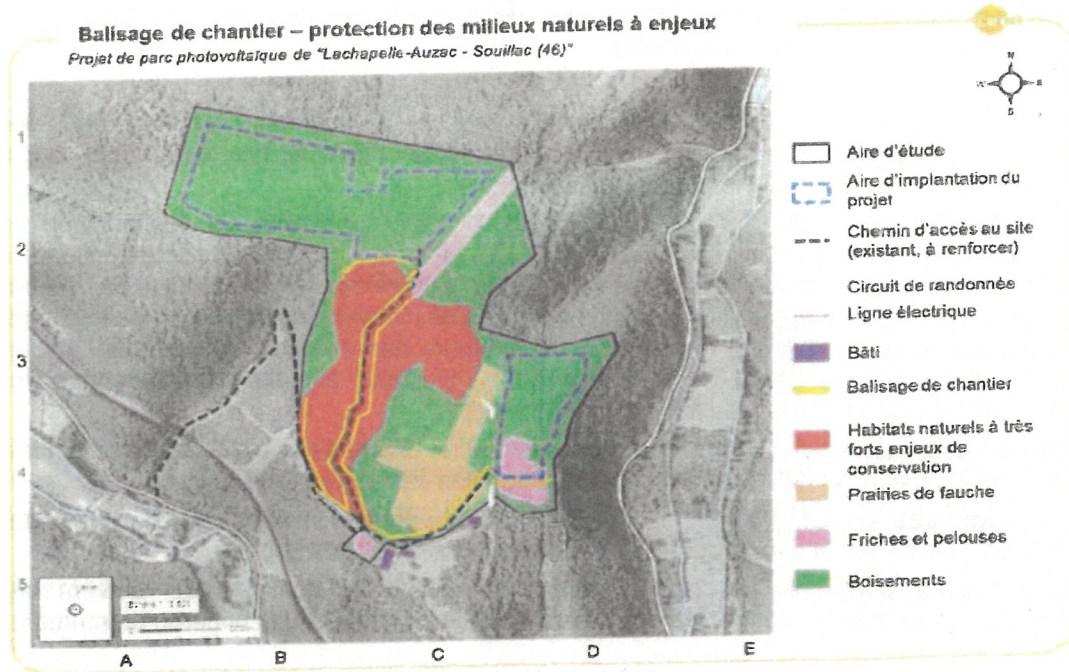 Balisage de chantier – protection des milieux naturels à enjeux
Projet de parc photovoltaïque de "Lachapelle-Auzac - Souillac (46)"
N
E
S
1
2
3
4
5
A
B
C
D
E
Aire d'étude
Aire d'implantation du
projet
Chemin d'accès au site
(existant, à renforcer)
Circuit de randonnée
Ligne électrique
Bâti
Balisage de chantier
Habitats naturels à très
forts enjeux de
conservation
Prairies de fauche
Friches et pelouses
Boisements